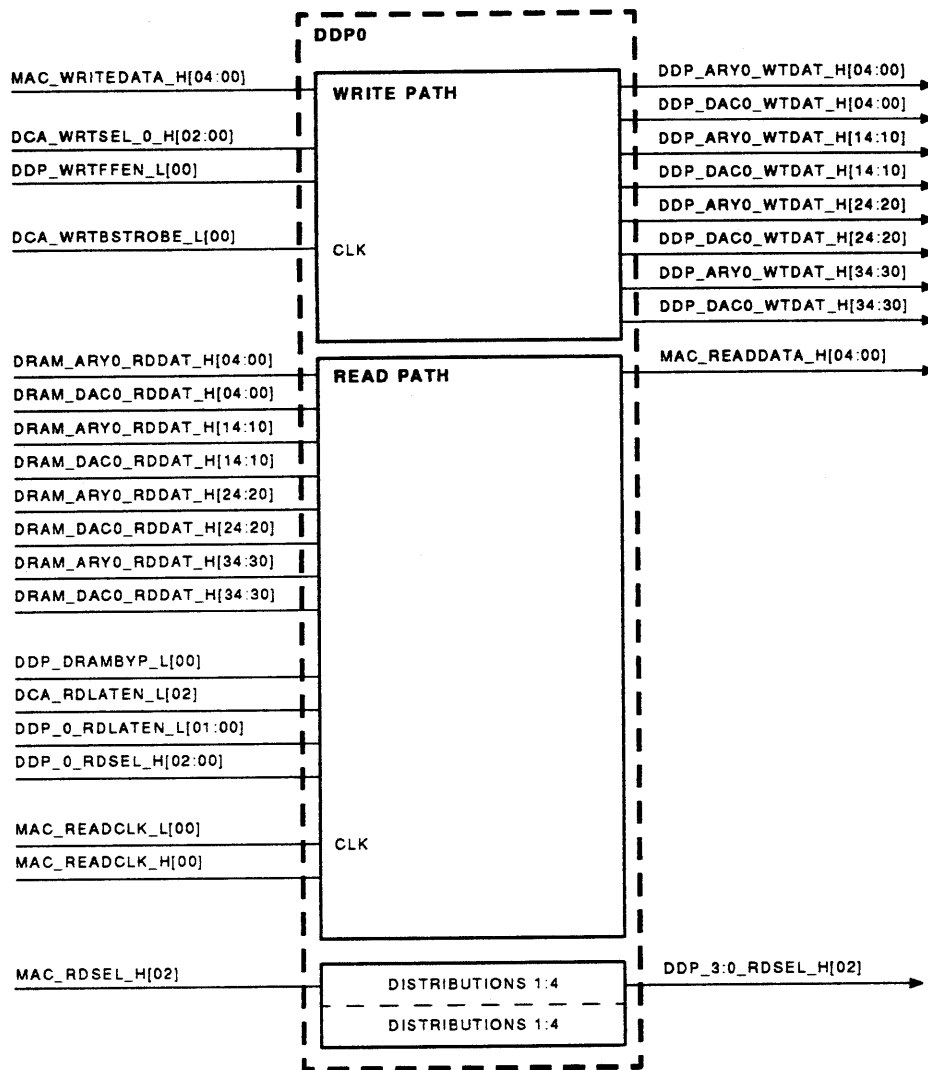 DDP0
MAC_WRITEDATA_H[04:00]
DCA_WRTSEL_0_H[02:00]
DDP_WRTFFEN_L[00]
DCA_WRTBSTROBE_L[00]
WRITE PATH
CLK
DDP_ARY0_WTDAT_H[04:00]
DDP_DAC0_WTDAT_H[04:00]
DDP_ARY0_WTDAT_H[14:10]
DDP_DAC0_WTDAT_H[14:10]
DDP_ARY0_WTDAT_H[24:20]
DDP_DAC0_WTDAT_H[24:20]
DDP_ARY0_WTDAT_H[34:30]
DDP_DAC0_WTDAT_H[34:30]
DRAM_ARY0_RDDAT_H[04:00]
DRAM_DAC0_RDDAT_H[04:00]
DRAM_ARY0_RDDAT_H[14:10]
DRAM_DAC0_RDDAT_H[14:10]
DRAM_ARY0_RDDAT_H[24:20]
DRAM_DAC0_RDDAT_H[24:20]
DRAM_ARY0_RDDAT_H[34:30]
DRAM_DAC0_RDDAT_H[34:30]
DDP_DRAMBYP_L[00]
DCA_RDLATEN_L[02]
DDP_0_RDLATEN_L[01:00]
DDP_0_RDSEL_H[02:00]
MAC_READCLK_L[00]
MAC_READCLK_H[00]
READ PATH
CLK
MAC_READDATA_H[04:00]
MAC_RDSEL_H[02]
DISTRIBUTIONS 1:4
DISTRIBUTIONS 1:4
DDP_3:0_RDSEL_H[02]